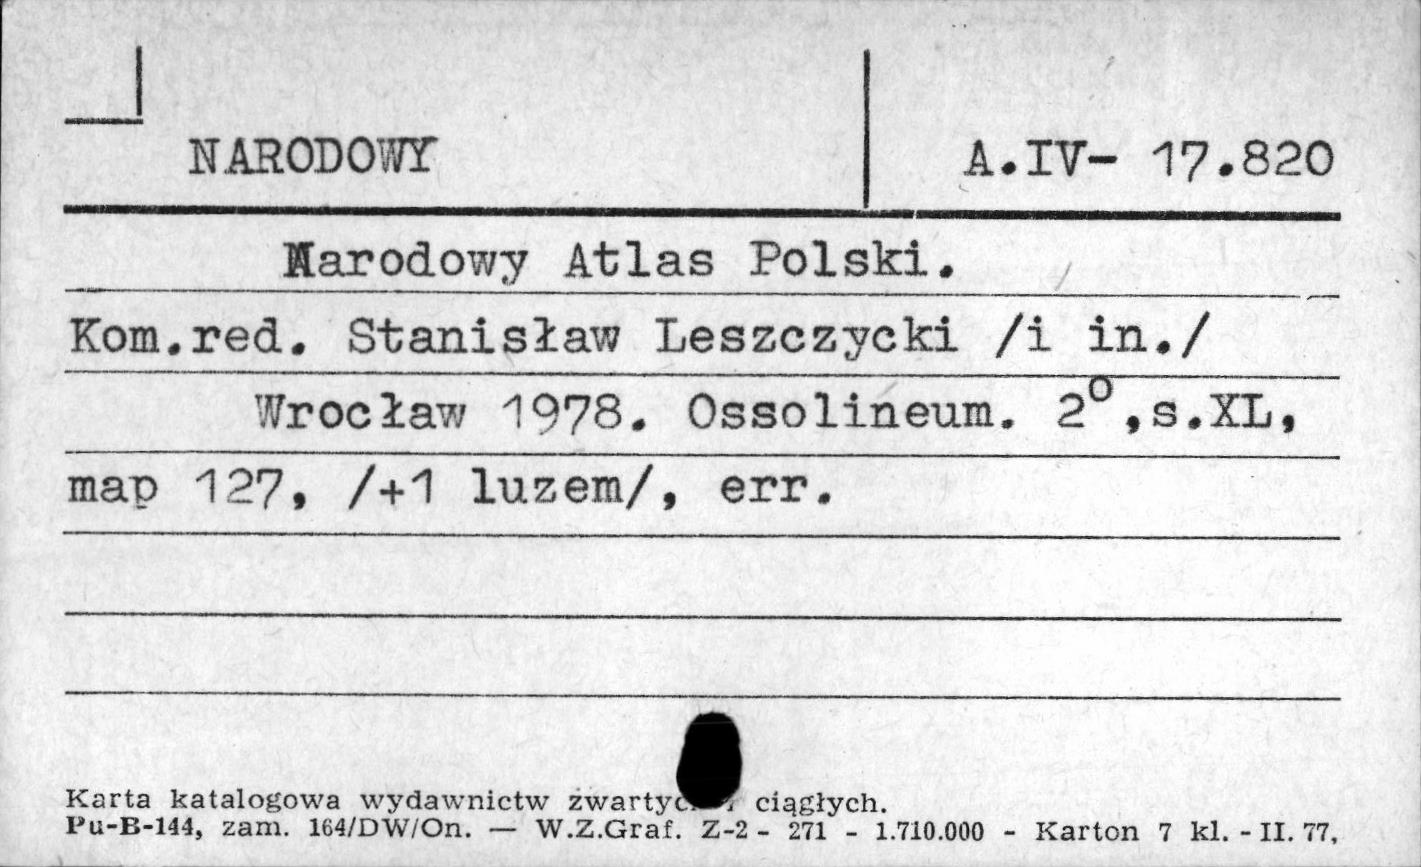 NARODOWY
A.IV- 17.820
Narodowy Atlas Polski.
Kom.red. Stanisław Leszczycki /i in./
Wrocław 1978. Ossolineum. 2°,s.XL,
map 127, /+1 luzem/, err.
Karta katalogowa wydawnictw zwartych i ciągłych.
Pu-B-144, zam. 164/DW/On. — W.Z.Graf. Z-2 - 271 - 1.710.000 - Karton 7 kl. - II. 77,